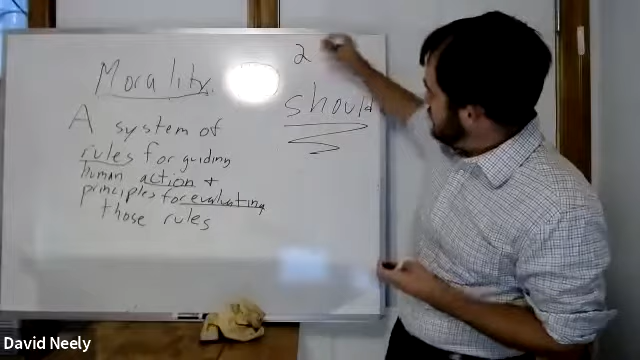 Morality
A system of
rules for guiding
human action +
principles for evaluating
those rules
2
should
David Neely